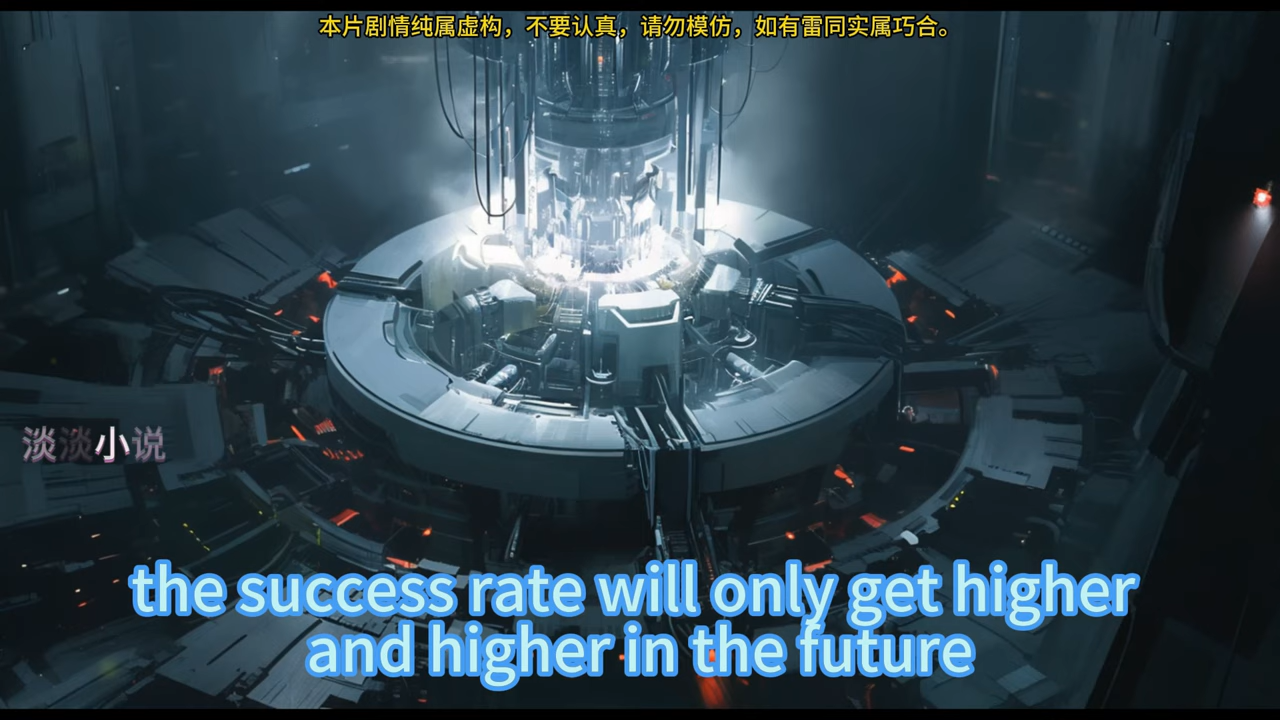 本片剧情纯属虚构，不要认真，请勿模仿，如有雷同实属巧合。
淡淡小说
the success rate will only get higher
and higher in the future